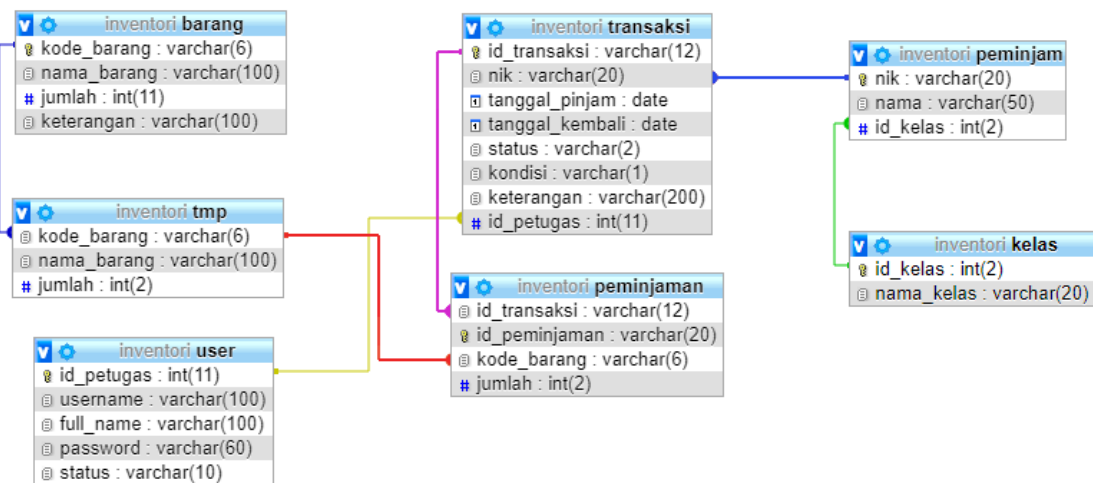 inventori barang
kode_barang : varchar(6)
nama_barang : varchar(100)
# jumlah : int(11)
keterangan : varchar(100)
inventori tmp
kode_barang : varchar(6)
nama_barang : varchar(100)
# jumlah : int(2)
inventori user
id_petugas : int(11)
username : varchar(100)
full_name : varchar(100)
password : varchar(60)
status : varchar(10)
inventori transaksi
id_transaksi : varchar(12)
nik : varchar(20)
tanggal_pinjam : date
tanggal_kembali : date
status : varchar(2)
kondisi : varchar(1)
keterangan : varchar(200)
# id_petugas : int(11)
inventori peminjaman
id_transaksi : varchar(12)
id_peminjaman : varchar(20)
kode_barang : varchar(6)
# jumlah : int(2)
inventori peminjam
nik : varchar(20)
nama : varchar(50)
# id_kelas : int(2)
inventori kelas
id_kelas : int(2)
nama_kelas : varchar(20)